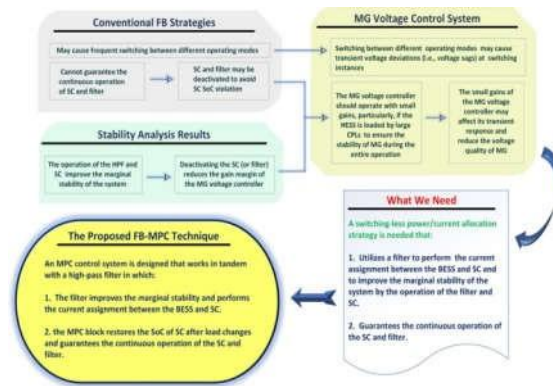 Conventional FB Strategies
May cause frequent switching between different operating modes
Cannot guarantee the
continuous operation
of SC and filter
SC and filter may be
deactivated to avoid
SC SoC violation
Stability Analysis Results
The operation of the HPF and
SC improve the marginal
stability of the system
Deactivating the SC (or filter)
reduces the gain margin of
the MG voltage controller
MG Voltage Control System
Switching between different operating modes may cause
transient voltage deviations (i.e., voltage sags) at switching
instances
The MG voltage controller
should operate with small
gains, particularly, if the
HESS is loaded by large
CPLs to ensure the
stability of MG during the
entire operation
The small gains of
the MG voltage
controller may
affect its transient
response and
reduce the voltage
quality of MG
What We Need
A switching-less power/current allocation
strategy is needed that:
1. Utilizes a filter to perform the current
assignment between the BESS and SC and
to improve the marginal stability of the
system by the operation of the filter and
SC.
2. Guarantees the continuous operation of
the SC and filter.
The Proposed FB-MPC Technique
An MPC control system is designed that works in tandem
with a high-pass filter in which:
1. The filter improves the marginal stability and performs
the current assignment between the BESS and SC.
2. the MPC block restores the SoC of SC after load changes
and guarantees the continuous operation of the SC and
filter.